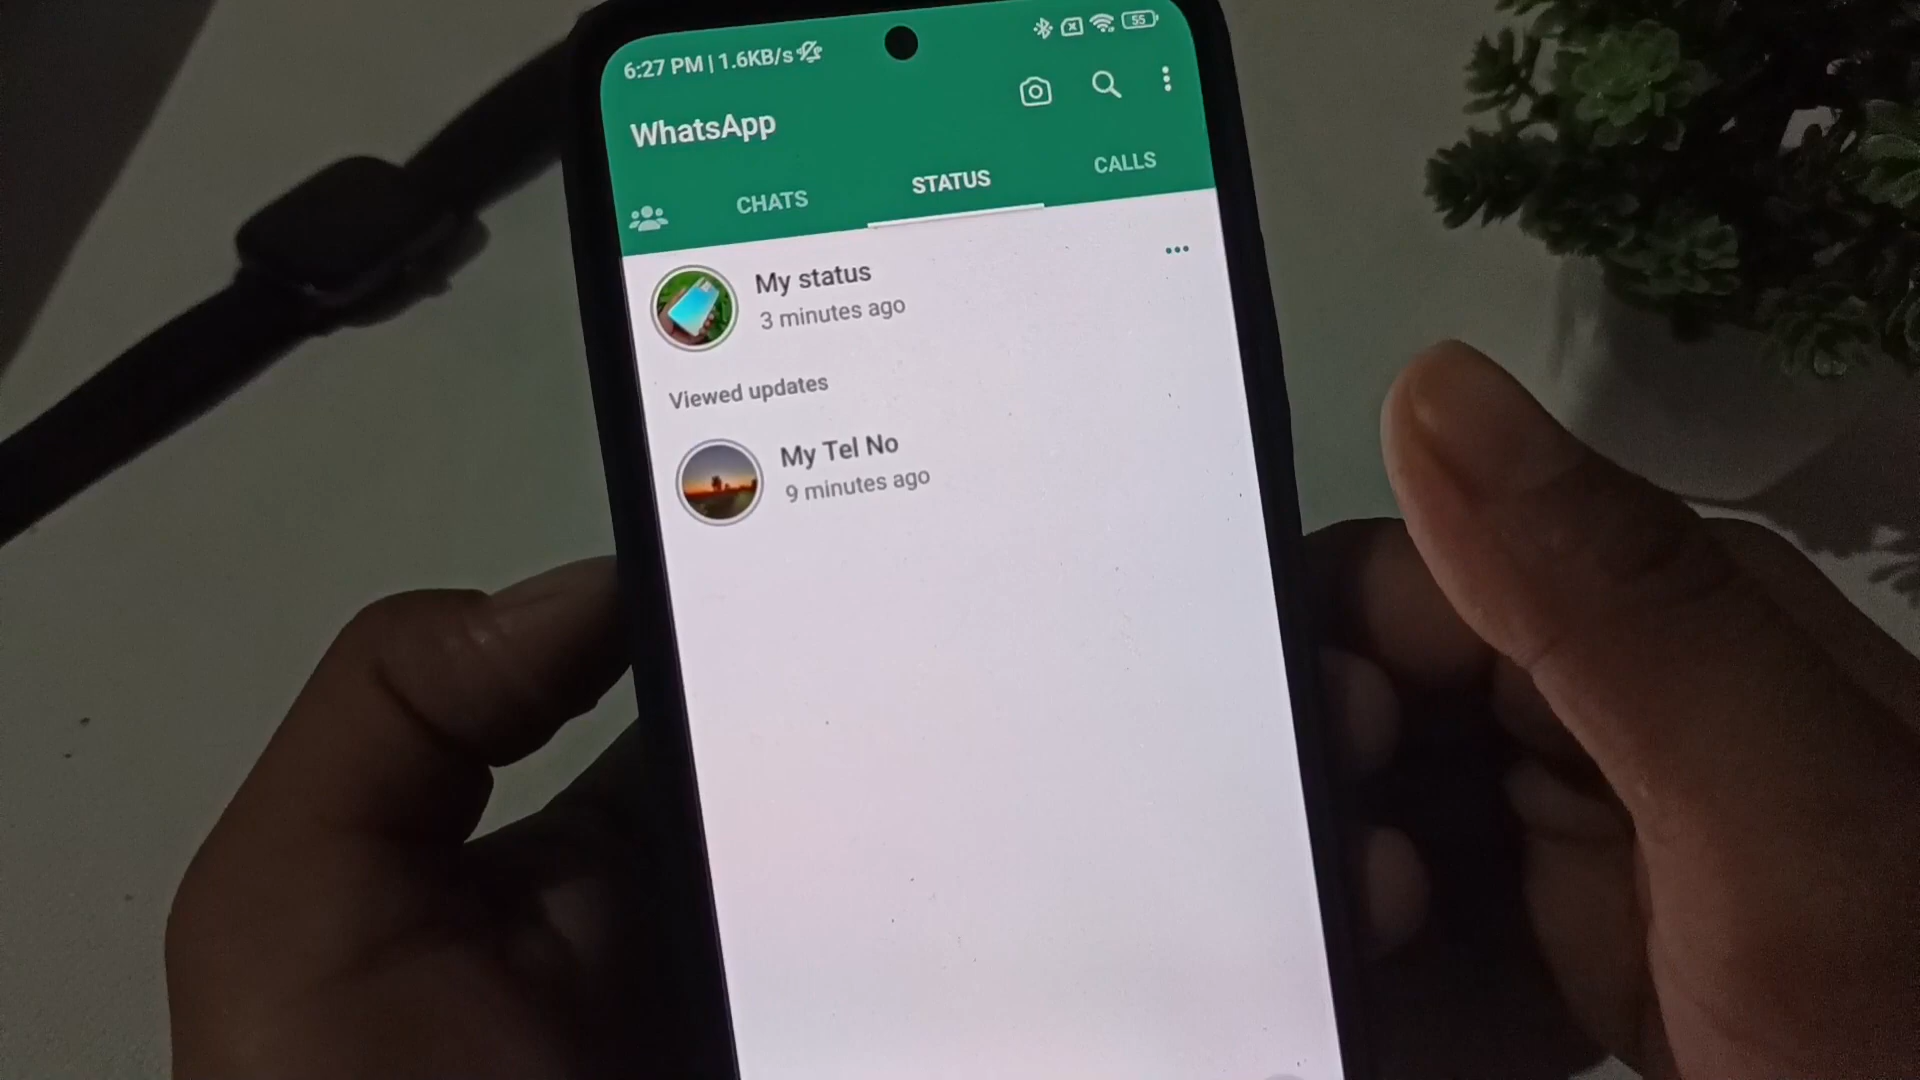 6:27 PM | 1.6KB/s
55
WhatsApp
CHATS
STATUS
CALLS
My status
3 minutes ago
Viewed updates
My Tel No
9 minutes ago